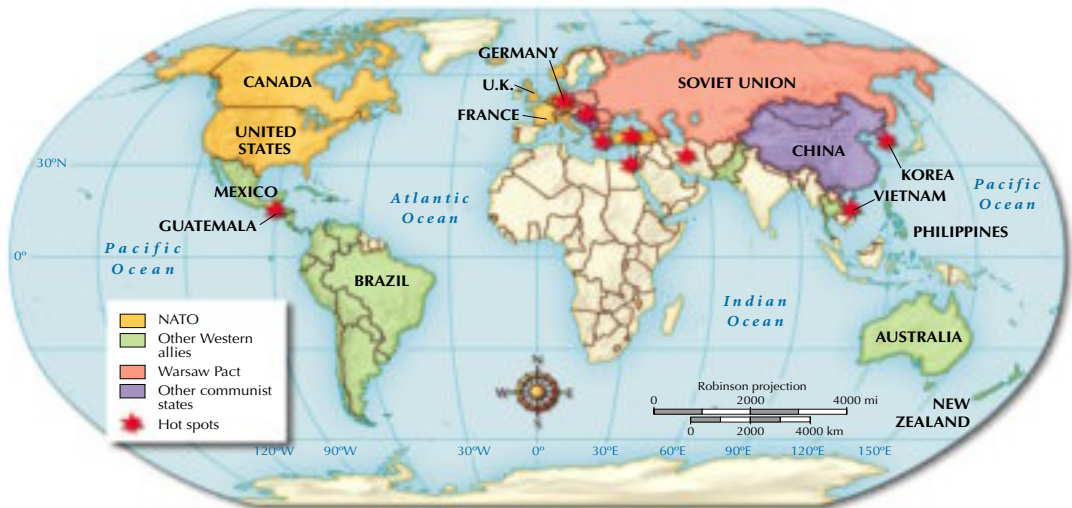 GERMANY
CANADA
U.K.
SOVIET UNION
FRANCE
UNITED
STATES
CHINA
30°N
KOREA
MEXICO
Atlantic
Ocean
VIETNAM
Pacific
Ocean
GUATEMALA
PHILIPPINES
Pacific
Ocean
0°
BRAZIL
Indian
Ocean
NATO
Other Western
allies
Warsaw Pact
Other communist
states
Hot spots
AUSTRALIA
N
W
E
S
Robinson projection
0 2000 4000 mi
0 2000 4000 km
NEW
ZEALAND
120°W 90°W 30°W 0° 30°E 60°E 90°E 120°E 150°E